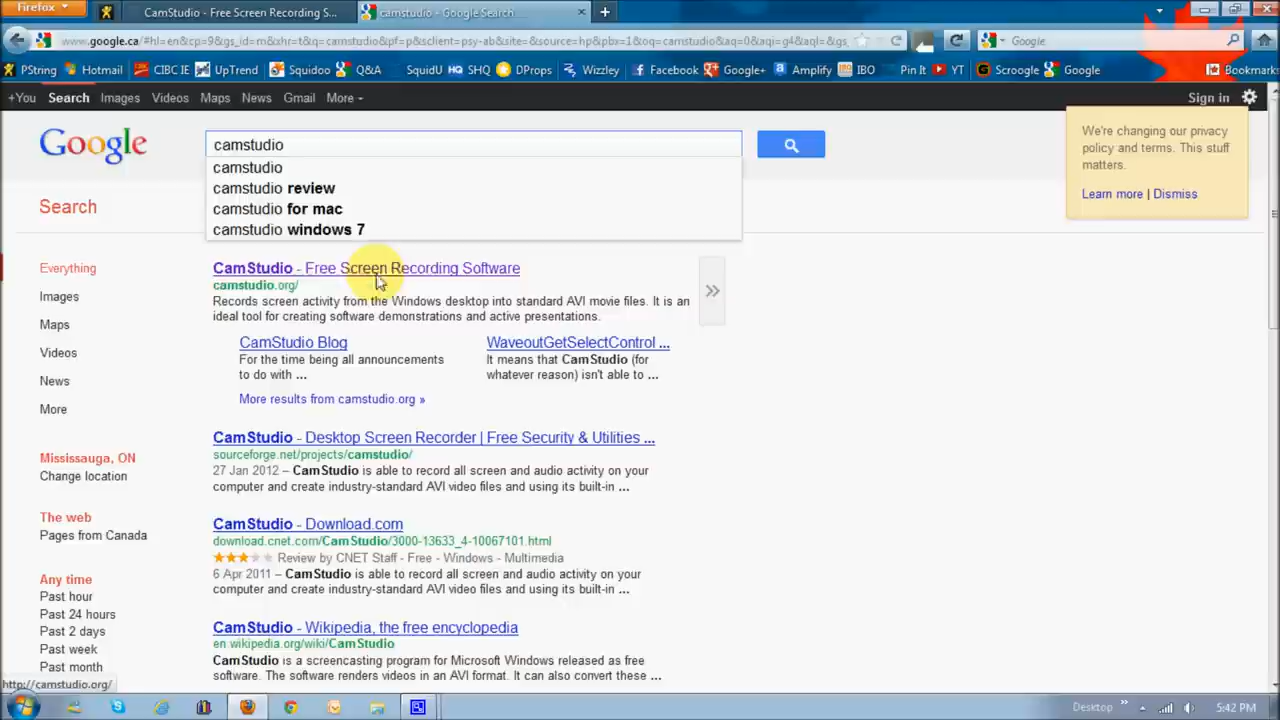 Firefox
CamStudio - Free Screen Recording S...
camstudio - Google Search
www.google.ca/#hl=en&cp=9&gs_id=m&xhr=t&q=camstudio&pf=p&sclient=psy-ab&site=&source=hp&pbx=1&oq=camstudio&aq=0&aqi=g4&aql=&gs_
Google
PString Hotmail CIBC IE UpTrend Squidoo Q&A SquidU SHQ DProps Wizzley Facebook Google+ Amplify IBO Pin It YT Scroogle Google Bookmark
+You Search Images Videos Maps News Gmail More Sign in
Google
camstudio
camstudio
camstudio review
camstudio for mac
camstudio windows 7
We're changing our privacy
policy and terms. This stuff
matters.
Learn more | Dismiss
Search
Everything
Images
Maps
Videos
News
More
Mississauga, ON
Change location
The web
Pages from Canada
Any time
Past hour
Past 24 hours
Past 2 days
Past week
Past month
CamStudio - Free Screen Recording Software
camstudio.org/
Records screen activity from the Windows desktop into standard AVI movie files. It is an
ideal tool for creating software demonstrations and active presentations.
CamStudio Blog
For the time being all announcements
to do with ...
WaveoutGetSelectControl ...
It means that CamStudio (for
whatever reason) isn't able to ...
More results from camstudio.org »
CamStudio - Desktop Screen Recorder | Free Security & Utilities ...
sourceforge.net/projects/camstudio/
27 Jan 2012 – CamStudio is able to record all screen and audio activity on your
computer and create industry-standard AVI video files and using its built-in ...
CamStudio - Download.com
download.cnet.com/CamStudio/3000-13633_4-10067101.html
Review by CNET Staff - Free - Windows - Multimedia
6 Apr 2011 – CamStudio is able to record all screen and audio activity on your
computer and create industry-standard AVI video files and using its built-in ...
CamStudio - Wikipedia, the free encyclopedia
en.wikipedia.org/wiki/CamStudio
CamStudio is a screencasting program for Microsoft Windows released as free
software. The software renders videos in an AVI format. It can also convert these ...
http://camstudio.org/
Desktop
5:42 PM